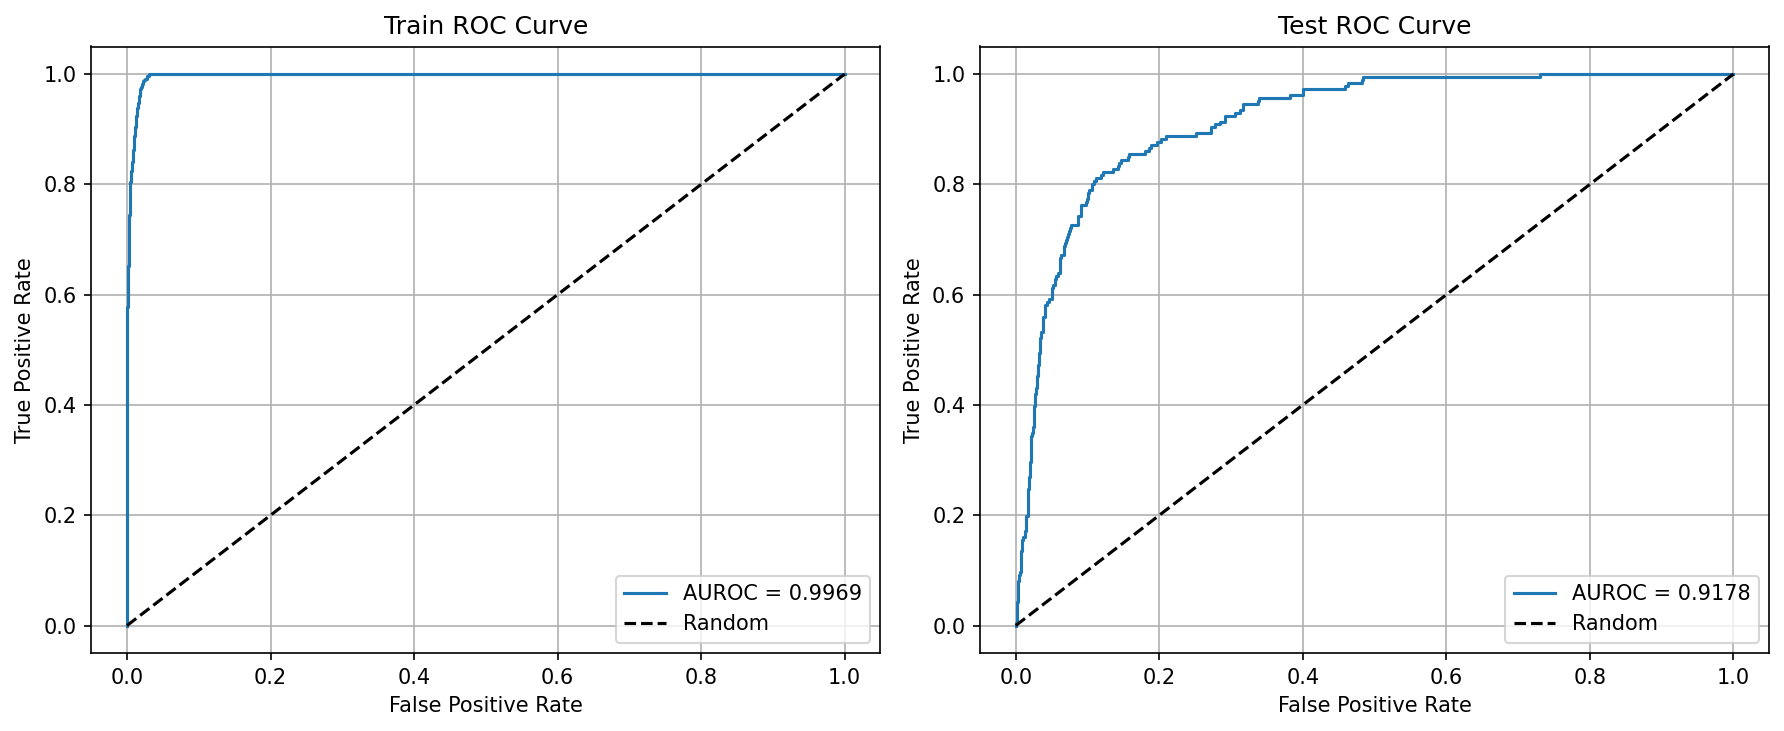 Train ROC Curve
True Positive Rate
1.0
0.8
0.6
0.4
0.2
0.0
0.0 0.2 0.4 0.6 0.8 1.0
False Positive Rate
AUROC = 0.9969
Random
Test ROC Curve
True Positive Rate
1.0
0.8
0.6
0.4
0.2
0.0
0.0 0.2 0.4 0.6 0.8 1.0
False Positive Rate
AUROC = 0.9178
Random